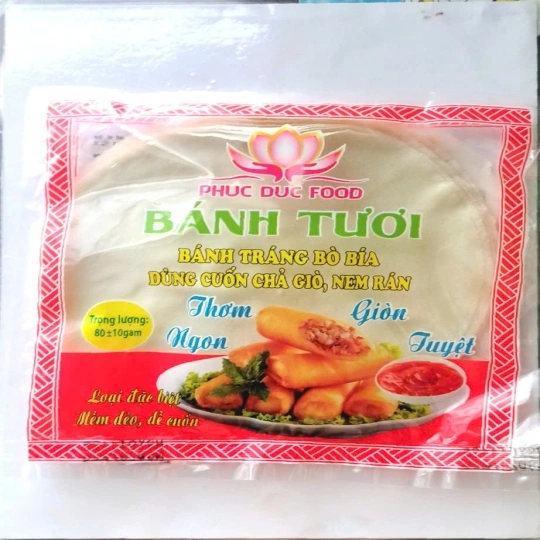 PHUC DUC FOOD
BÁNH TƯƠI
BÁNH TRÁNG BÒ BÍA
DÙNG CUỐN CHẢ GIÒ, NEM RÁN
Thơm Giòn
Ngon Tuyệt
Trọng lượng:
80±10gam
Loại đặc biệt
Mềm dẻo, dễ cuốn